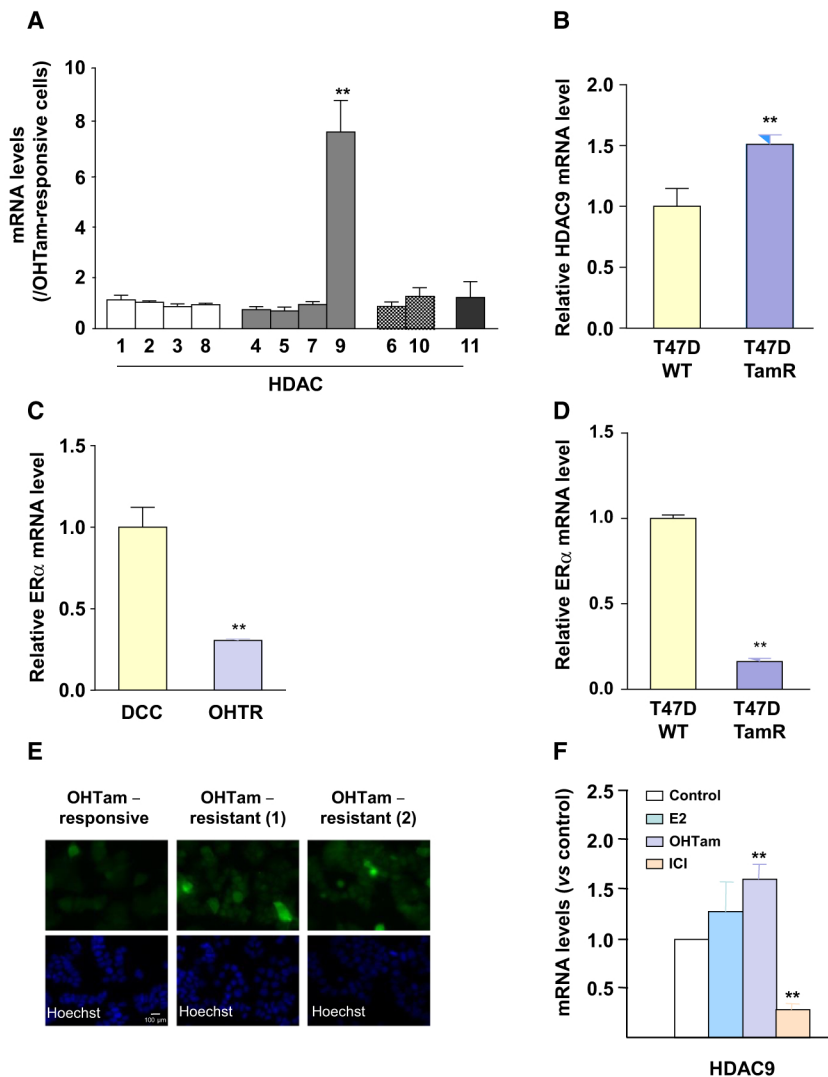 A
mRNA levels
(/OHTam-responsive cells)
10
8
6
4
2
0
**
1 2 3 8 4 5 7 9 6 10 11
HDAC
B
Relative HDAC9 mRNA level
2.0
1.5
1.0
0.5
0.0
**
T47D T47D
WT TamR
C
Relative ERα mRNA level
1.5
1.0
0.5
0.0
**
DCC OHTR
D
Relative ERα mRNA level
1.5
1.0
0.5
0.0
**
T47D T47D
WT TamR
E
OHTam – OHTam – OHTam –
responsive resistant (1) resistant (2)
Hoechst Hoechst Hoechst
100 µm
F
mRNA levels (vs control)
2.5
2.0
1.5
1.0
0.5
Control
E2
OHTam
ICI
**
**
HDAC9